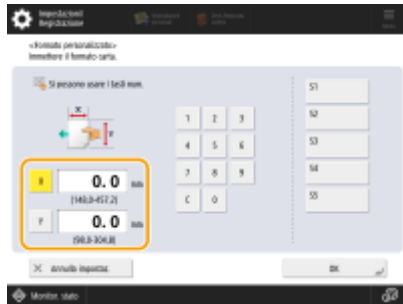 Impostazioni/
Registrazione
<Formato personalizzato>
Immettere il formato carta.
Si possono usare i tasti num.
X
Y
1 2 3
4 5 6
7 8 9
C 0
S1
S2
S3
S4
S5
X 0.0 mm
(148.0-457.2)
Y 0.0 mm
(98.0-304.8)
Annulla impostaz.
OK
Monitor. stato